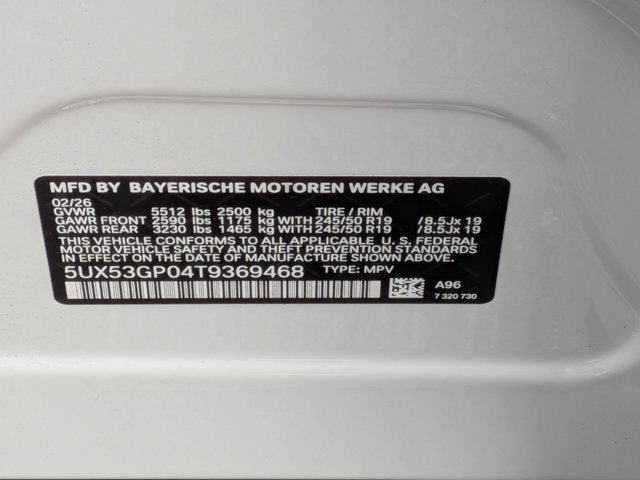 MFD BY BAYERISCHE MOTOREN WERKE AG
02/26
GVWR 5512 lbs 2500 kg TIRE / RIM
GAWR FRONT 2590 lbs 1175 kg WITH 245/50 R19 /8.5Jx 19
GAWR REAR 3230 lbs 1465 kg WITH 245/50 R19 /8.5Jx 19
THIS VEHICLE CONFORMS TO ALL APPLICABLE U.S. FEDERAL
MOTOR VEHICLE SAFETY AND THEFT PREVENTION STANDARDS
IN EFFECT ON THE DATE OF MANUFACTURE SHOWN ABOVE.
5UX53GP04T9369468 TYPE: MPV
A96
7 320 730